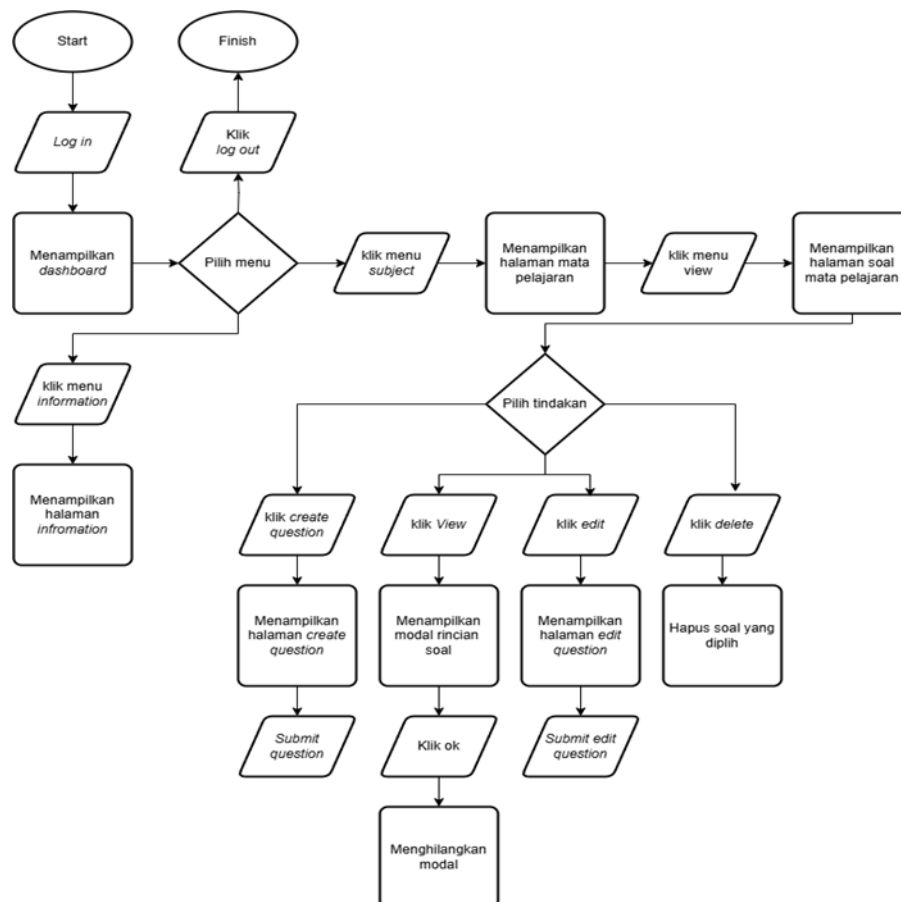 Start
Finish
Log in
Klik
log out
Menampilkan
dashboard
Pilih menu
klik menu
subject
Menampilkan
halaman mata
pelajaran
klik menu
view
Menampilkan
halaman soal
mata pelajaran
klik menu
information
Pilih tindakan
Menampilkan
halaman
infromation
klik create
question
klik View
klik edit
klik delete
Menampilkan
halaman create
question
Menampilkan
modal rincian
soal
Menampilkan
halaman edit
question
Hapus soal yang
diplih
Submit
question
Klik ok
Submit edit
question
Menghilangkan
modal